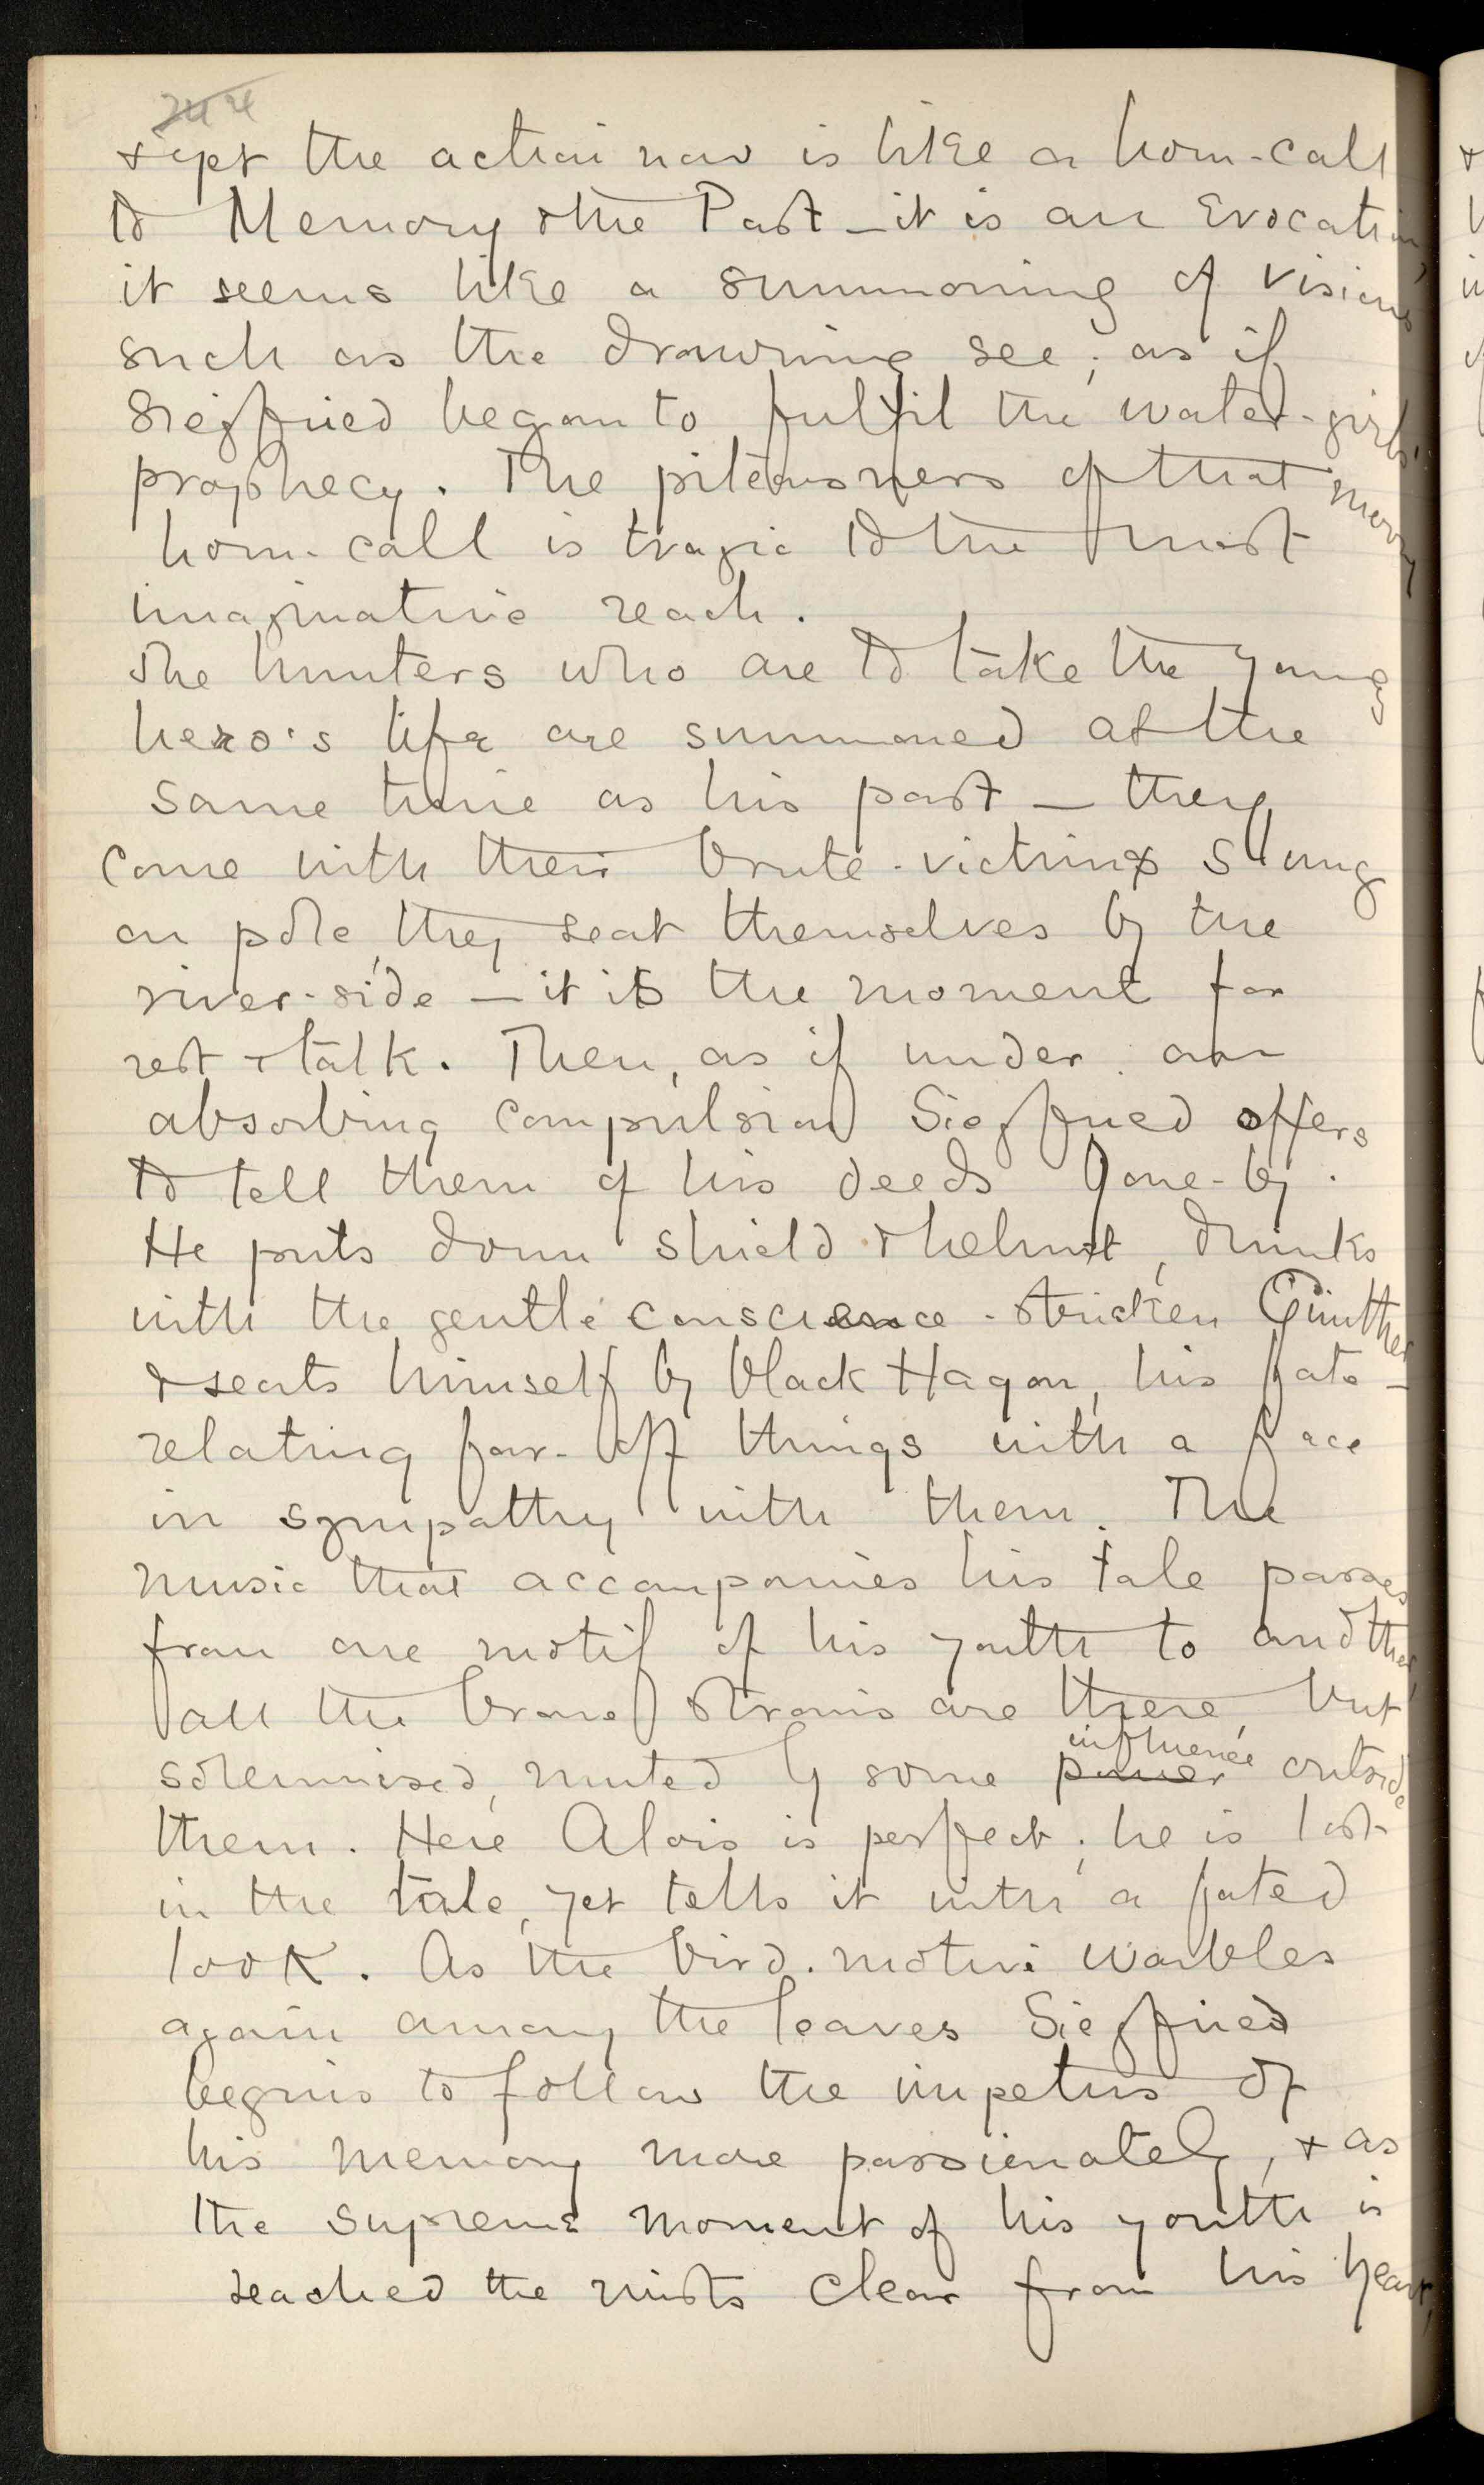 & yet the action now is like a horn-call
to Memory & the Past – it is an Evocation,
it seems like a summoning of visions
such as the drowning see; as if
Siegfried began to fulfil the water-girls'
prophecy. The piteousness of that merry
horn-call is tragic to the most
imaginative reach.
The hunters who are to take the young
hero's life are summoned at the
same time as his past – they
come with their brute-victims slung
on pole, they seat themselves by the
river-side – it is the moment for
rest & talk. Then, as if under an
absorbing compulsion Siegfried offers
to tell them of his deeds gone-by.
He puts down shield & helmet, drinks
with the gentle conscience-stricken Günther
& seats himself by black Hagan, his fate –
relating far-off things with a face
in sympathy with them. The
music that accompanies his tale passes
from one motif of his youth to another,
all the brave strains are there, but
solemnised, muted by some power influence outside
them. Here Alois is perfect; he is lost
in the tale, yet tells it with a fated
look. As the bird-motive warbles
again among the leaves Siegfried
begins to follow the impetus of
his memory more passionately, & as
the supreme moment of his youth is
reached the mists clear from his heart,